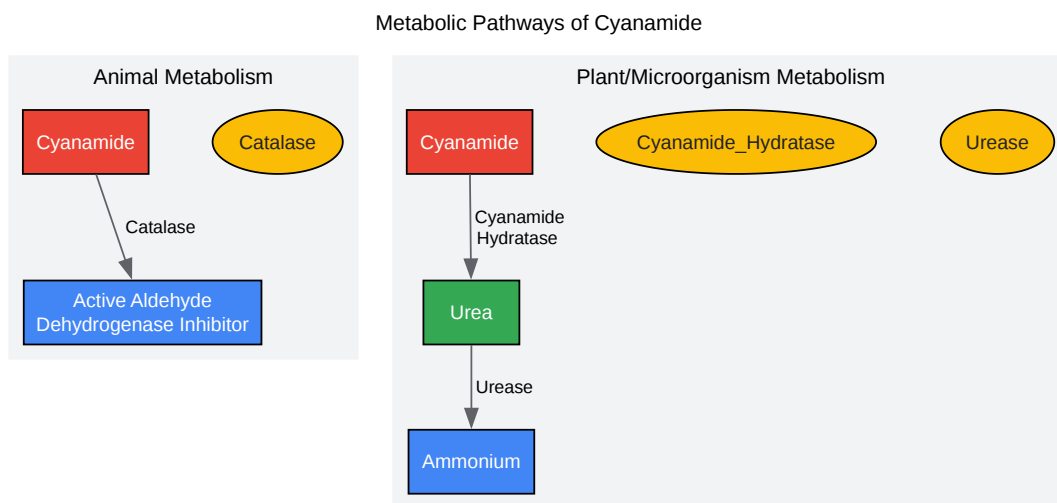 Metabolic Pathways of Cyanamide
Animal Metabolism
Cyanamide
Catalase
Catalase
Active Aldehyde
Dehydrogenase Inhibitor
Plant/Microorganism Metabolism
Cyanamide
Cyanamide_Hydratase
Urease
Cyanamide
Hydratase
Urea
Urease
Ammonium